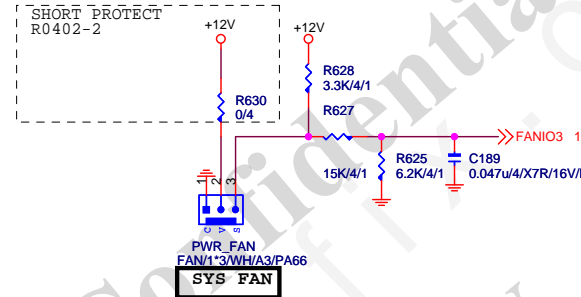 SHORT PROTECT
R0402-2
+12V
+12V
R628
3.3K/4/1
R630
0/4
R627
FANIO3 1
15K/4/1
R625
6.2K/4/1
C189
0.047u/4/X7R/16V/
1
2
3
C
V
S
PWR_FAN
FAN/1*3/WH/A3/PA66
SYS FAN
Confidential